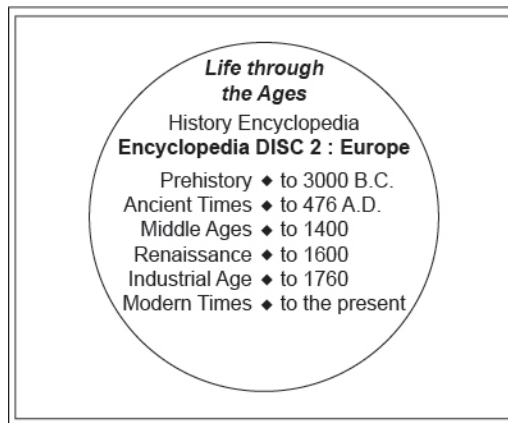 Life through
the Ages
History Encyclopedia
Encyclopedia DISC 2 : Europe
Prehistory ◆ to 3000 B.C.
Ancient Times ◆ to 476 A.D.
Middle Ages ◆ to 1400
Renaissance ◆ to 1600
Industrial Age ◆ to 1760
Modern Times ◆ to the present